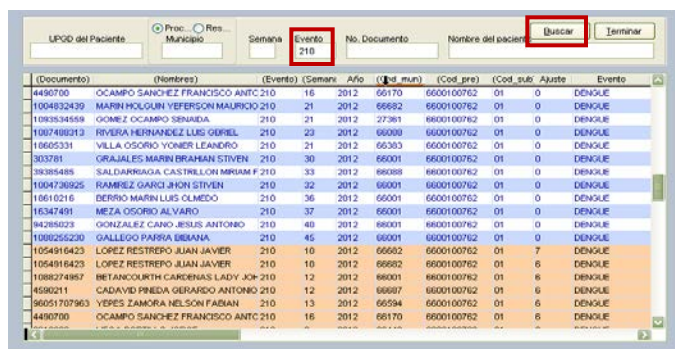 Proc... Res...
UPGD del Paciente Municipio Semana Evento No. Documento Nombre del pacient Buscar Terminar
210
(Documento) (Nombres) (Evento) (Seman Año (Cod_mun) (Cod_pre) (Cod_sub Ajuste Evento
4490700 OCAMPO SANCHEZ FRANCISCO ANTC 210 16 2012 66170 6600100762 01 0 DENGUE
1004832439 MARIN HOLGUIN YEFERSON MAURICIO 210 21 2012 66682 6600100762 01 0 DENGUE
1093534559 GOMEZ OCAMPO SENAIDA 210 21 2012 27361 6600100762 01 0 DENGUE
1007488313 RIVERA HERNANDEZ LUIS GBRIEL 210 23 2012 66088 6600100762 01 0 DENGUE
18605331 VILLA OSORIO YONIER LEANDRO 210 21 2012 66383 6600100762 01 0 DENGUE
303781 GRAJALES MARIN BRAHIAN STIVEN 210 30 2012 66001 6600100762 01 0 DENGUE
39385485 SALDARRIAGA CASTRILLON MIRIAM F 210 33 2012 66088 6600100762 01 0 DENGUE
1004736925 RAMIREZ GARCI JHON STIVEN 210 32 2012 66001 6600100762 01 0 DENGUE
18610216 BERRIO MARIN LUIS OLMEDO 210 36 2012 66001 6600100762 01 0 DENGUE
16347491 MEZA OSORIO ALVARO 210 37 2012 66001 6600100762 01 0 DENGUE
94285023 GONZALEZ CANO JESUS ANTONIO 210 40 2012 66001 6600100762 01 0 DENGUE
1088255230 GALLEGO PARRA BIBIANA 210 45 2012 66001 6600100762 01 0 DENGUE
1054916423 LOPEZ RESTREPO JUAN JAVIER 210 10 2012 66682 6600100762 01 7 DENGUE
1054916423 LOPEZ RESTREPO JUAN JAVIER 210 10 2012 66682 6600100762 01 6 DENGUE
1088274957 BETANCOURTH CARDENAS LADY JOH 210 12 2012 66001 6600100762 01 6 DENGUE
4590211 CADAVID PINEDA GERARDO ANTONIO 210 12 2012 66687 6600100762 01 6 DENGUE
96051707963 YEPES ZAMORA NELSON FABIAN 210 13 2012 66594 6600100762 01 6 DENGUE
4490700 OCAMPO SANCHEZ FRANCISCO ANTC 210 16 2012 66170 6600100762 01 6 DENGUE